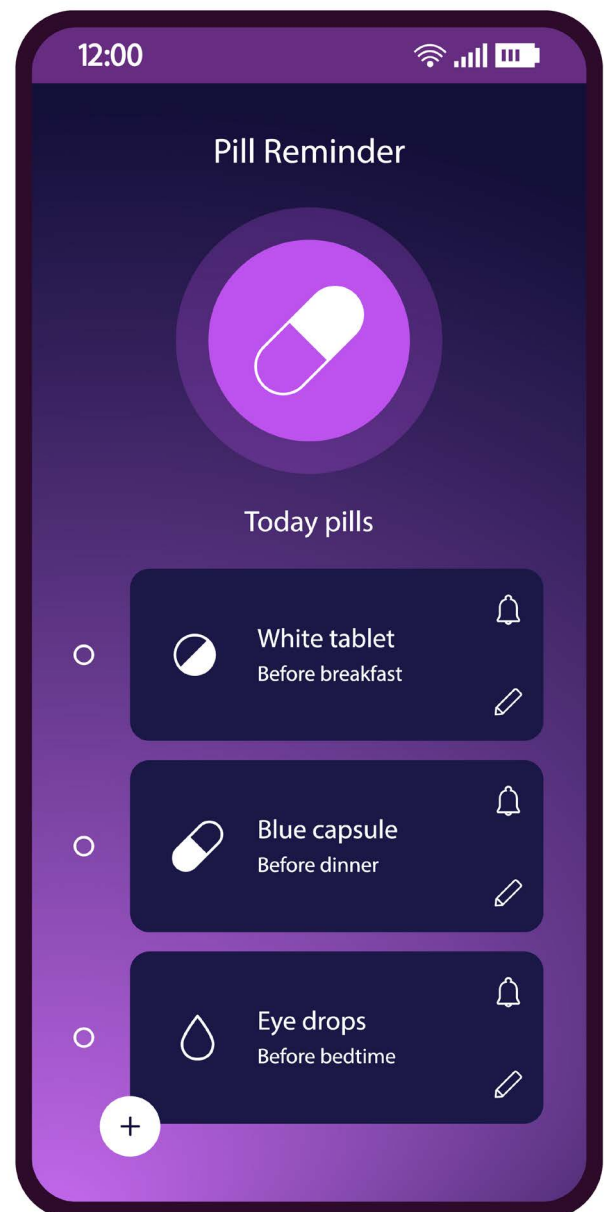 12:00
Pill Reminder
Today pills
White tablet
Before breakfast
Blue capsule
Before dinner
Eye drops
Before bedtime
+